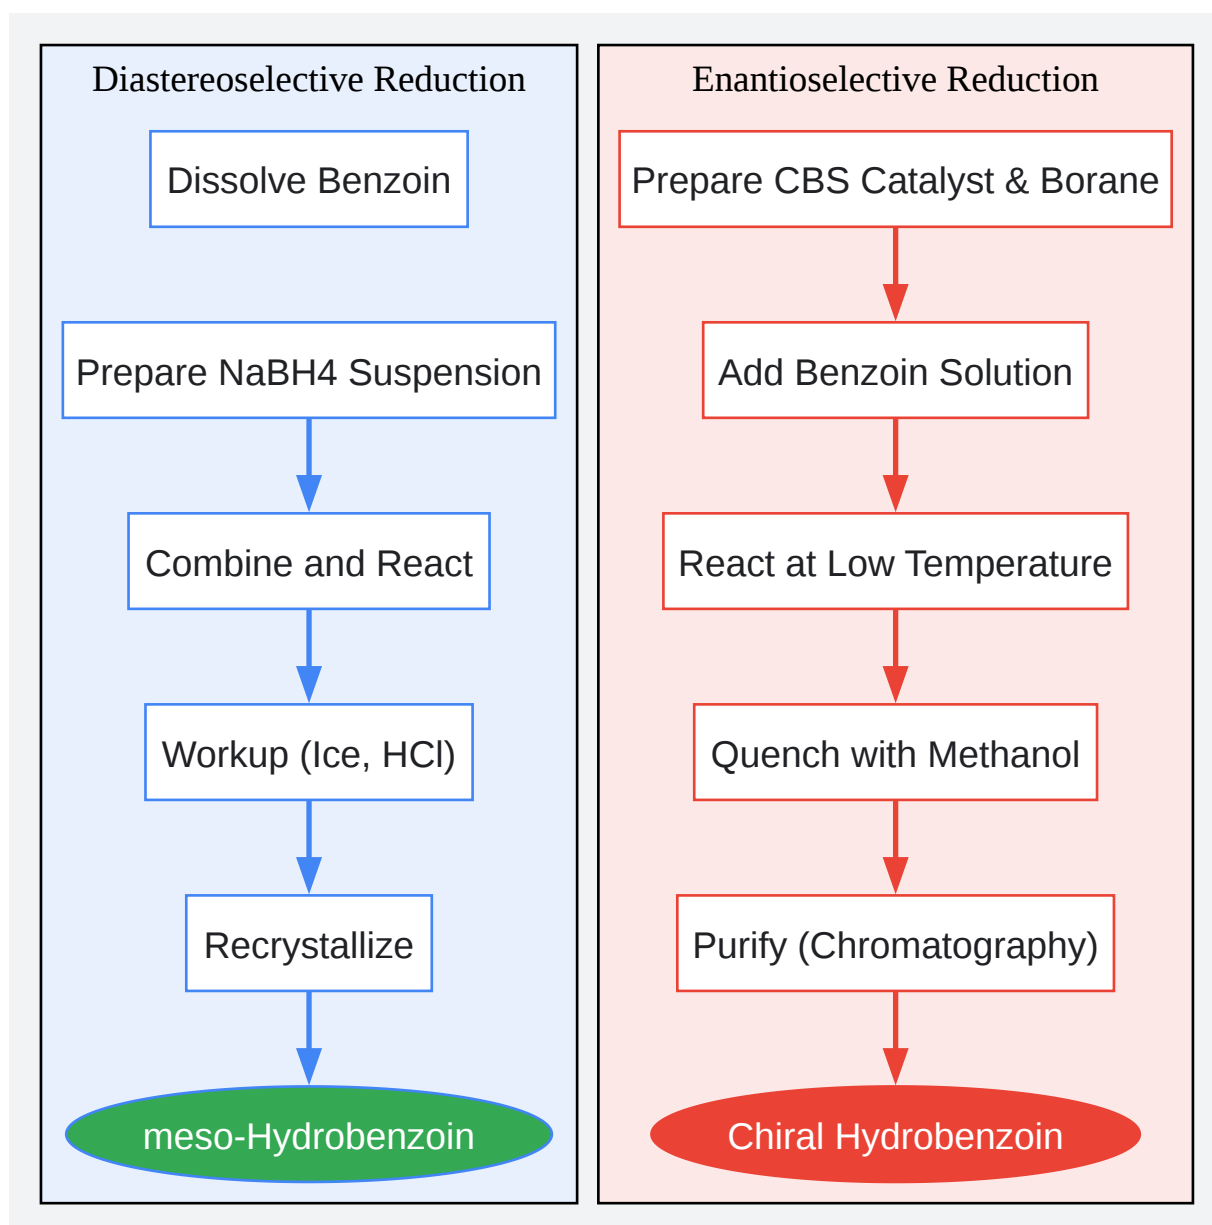 Diastereoselective Reduction
Dissolve Benzoin
Prepare NaBH4 Suspension
Combine and React
Workup (Ice, HCl)
Recrystallize
meso-Hydrobenzoin
Enantioselective Reduction
Prepare CBS Catalyst & Borane
Add Benzoin Solution
React at Low Temperature
Quench with Methanol
Purify (Chromatography)
Chiral Hydrobenzoin